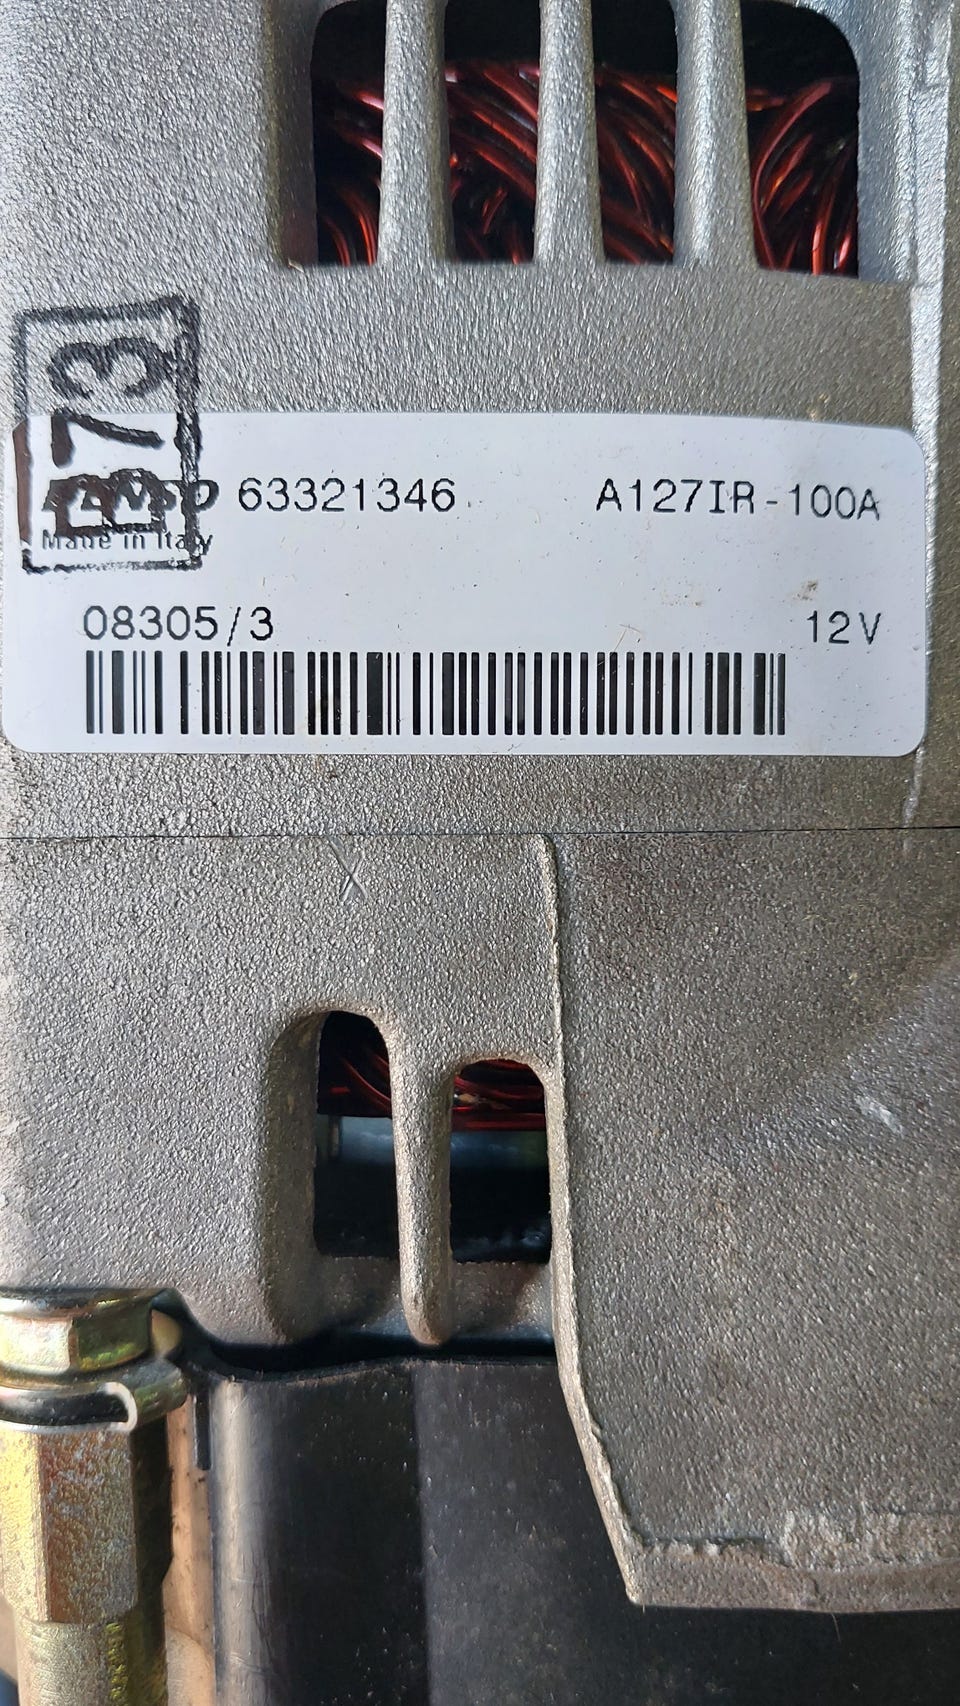 B73
63321346 A127IR-100A
Made in Italy
08305/3 12V